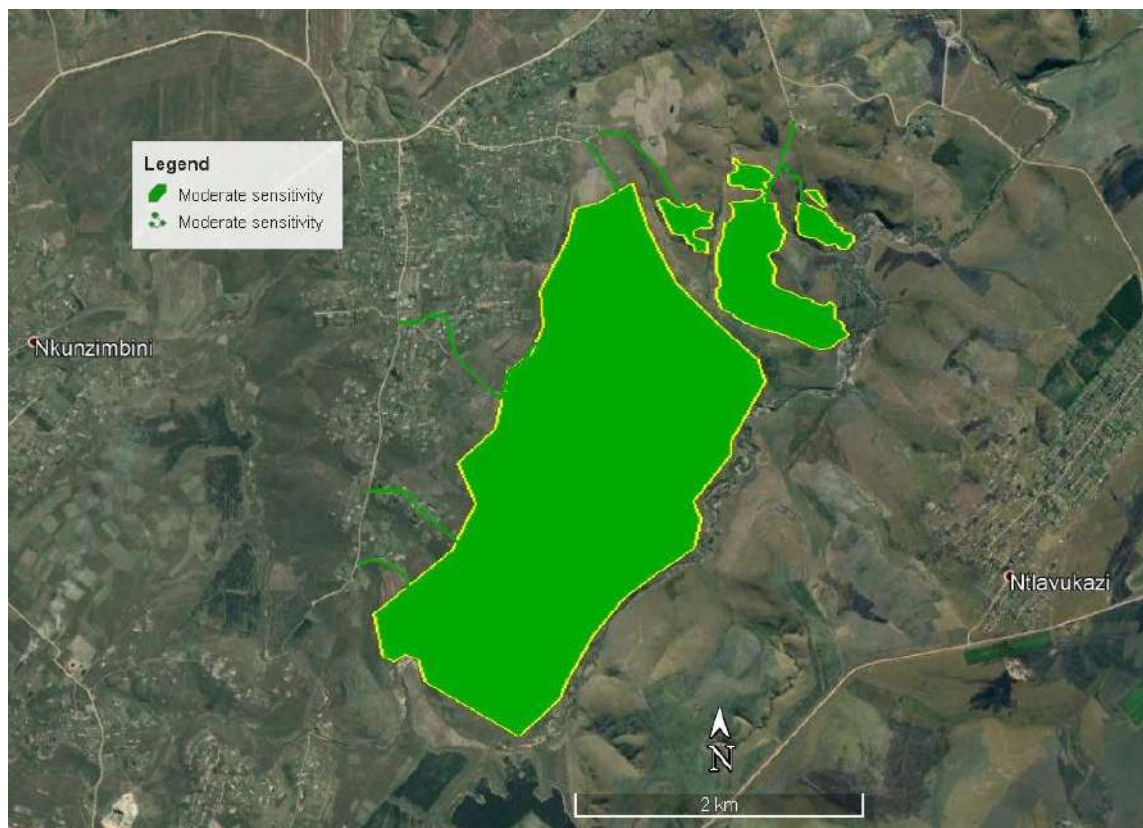 Legend
Moderate sensitivity
Moderate sensitivity
Nkunzimbini
Ntlavukazi
N
2 km